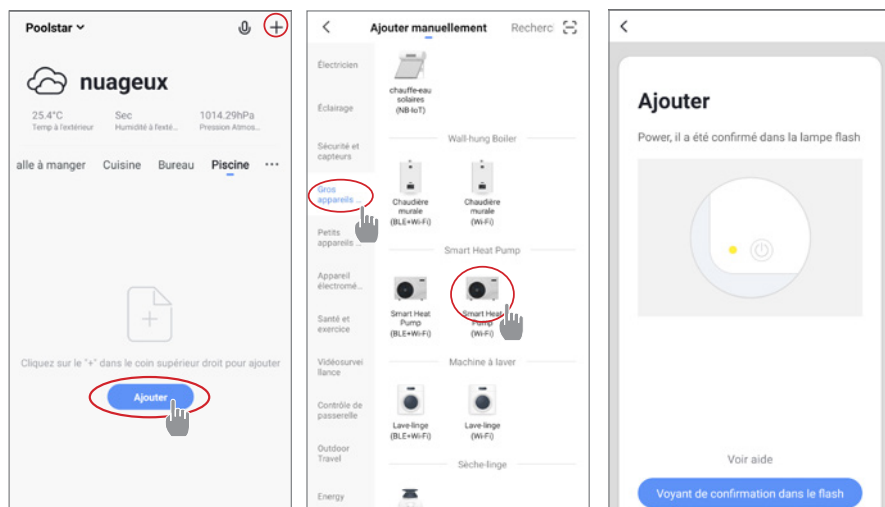 Poolstar
nuageux
25.4°C Sec 1014.29hPa
Temp à l'extérieur Humidité à l'exté... Pression Atmos...
alle à manger Cuisine Bureau Piscine ...
Cliquez sur le "+" dans le coin supérieur droit pour ajouter
Ajouter
Ajouter manuellement Recherc
Électricien
Éclairage
Sécurité et
capteurs
Gros
appareils ...
Petits
appareils ...
Appareil
électromé...
Santé et
exercice
Vidéosurvei
llance
Contrôle de
passerelle
Outdoor
Travel
Energy
chauffe-eau
solaires
(NB-IoT)
Wall-hung Boiler
Chaudière
murale
(BLE+Wi-Fi)
Chaudière
murale
(Wi-Fi)
Smart Heat Pump
Smart Heat
Pump
(BLE+Wi-Fi)
Smart Heat
Pump
(Wi-Fi)
Machine à laver
Lave-linge
(BLE+Wi-Fi)
Lave-linge
(Wi-Fi)
Sèche-linge
Ajouter
Power, il a été confirmé dans la lampe flash
Voir aide
Voyant de confirmation dans le flash